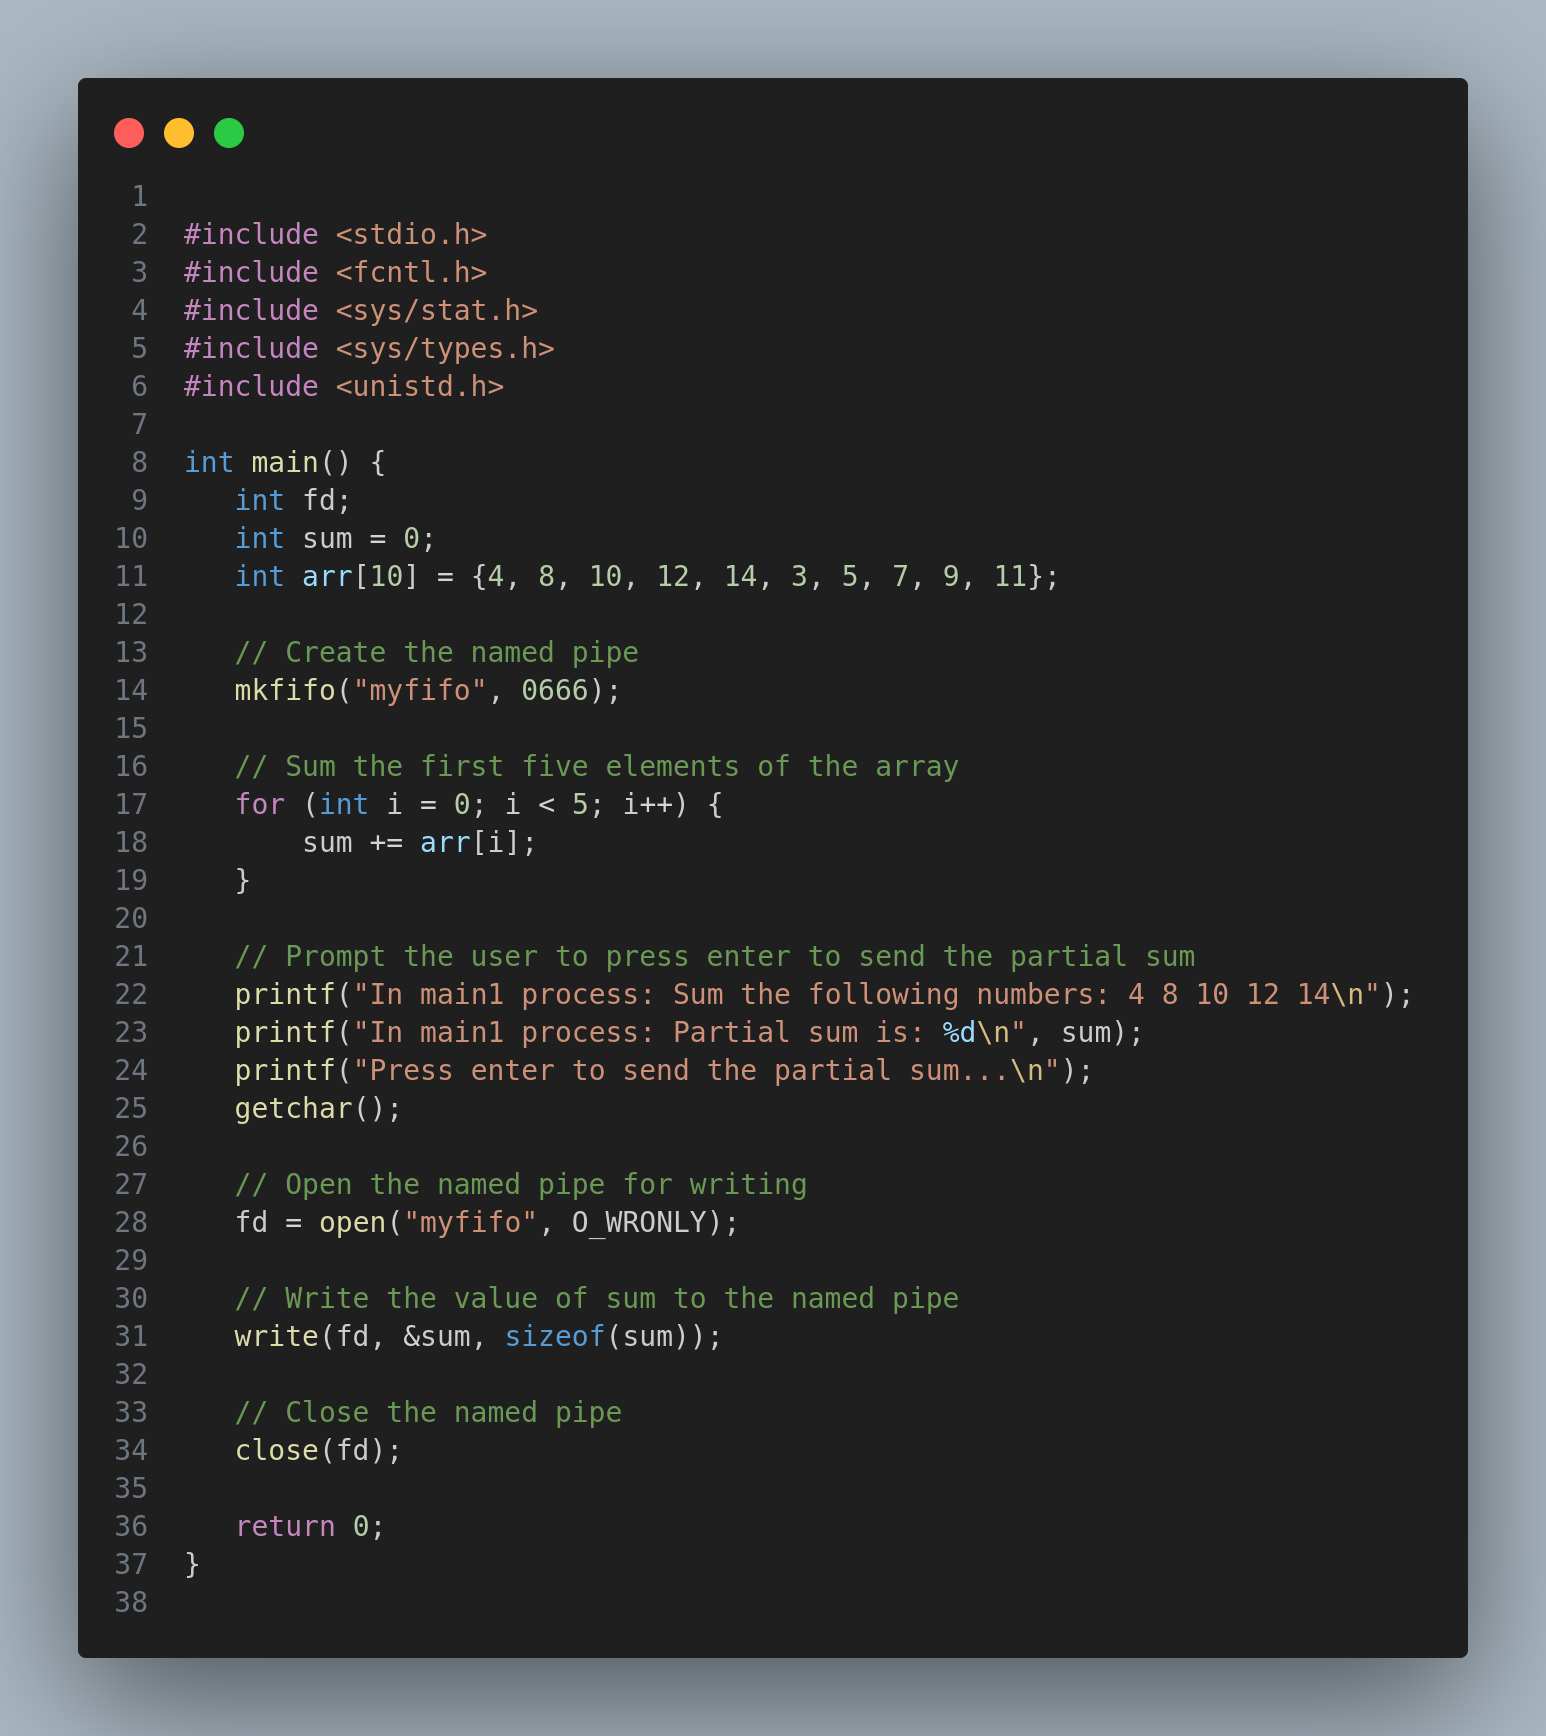 1
2 #include <stdio.h>
3 #include <fcntl.h>
4 #include <sys/stat.h>
5 #include <sys/types.h>
6 #include <unistd.h>
7
8 int main() {
9    int fd;
10    int sum = 0;
11    int arr[10] = {4, 8, 10, 12, 14, 3, 5, 7, 9, 11};
12
13    // Create the named pipe
14    mkfifo("myfifo", 0666);
15
16    // Sum the first five elements of the array
17    for (int i = 0; i < 5; i++) {
18        sum += arr[i];
19    }
20
21    // Prompt the user to press enter to send the partial sum
22    printf("In main1 process: Sum the following numbers: 4 8 10 12 14\n");
23    printf("In main1 process: Partial sum is: %d\n", sum);
24    printf("Press enter to send the partial sum...\n");
25    getchar();
26
27    // Open the named pipe for writing
28    fd = open("myfifo", O_WRONLY);
29
30    // Write the value of sum to the named pipe
31    write(fd, &sum, sizeof(sum));
32
33    // Close the named pipe
34    close(fd);
35
36    return 0;
37 }
38